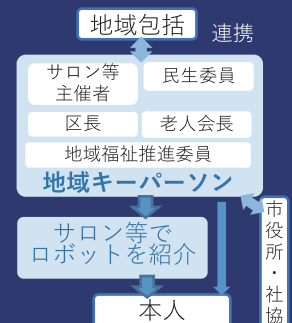 地域包括
連携
サロン等
主催者
民生委員
区長
老人会長
地域福祉推進委員
地域キーパーソン
サロン等で
ロボットを紹介
市役所・社協
本人